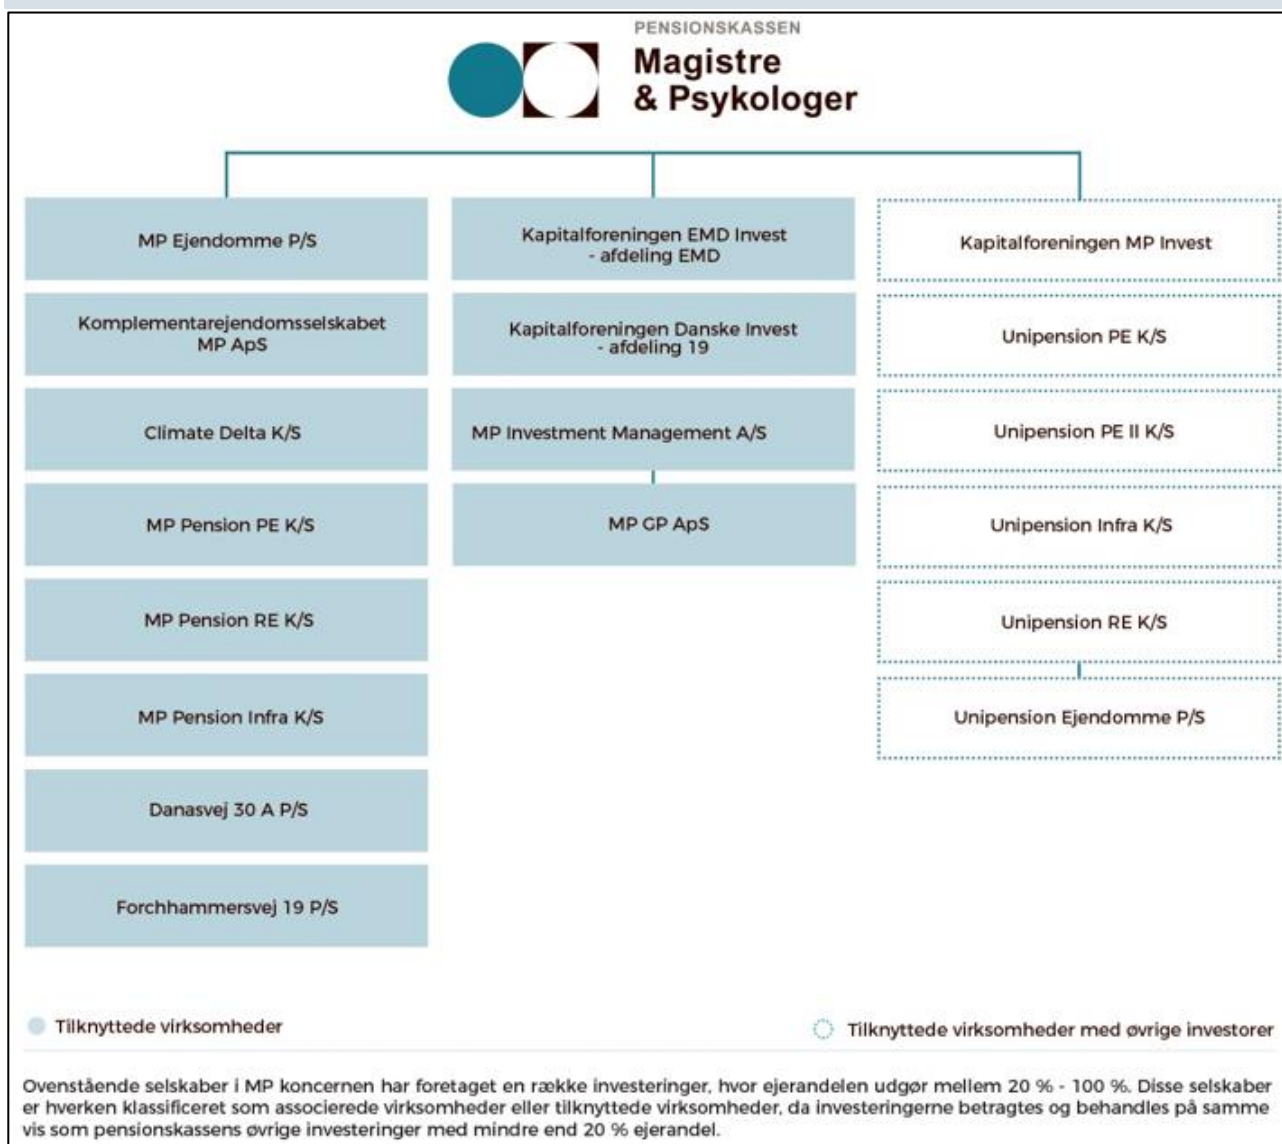 PENSIONSKASSEN
Magistre
& Psykologer
MP Ejendomme P/S
Komplementarejendomsselskabet
MP ApS
Climate Delta K/S
MP Pension PE K/S
MP Pension RE K/S
MP Pension Infra K/S
Danasvej 30 A P/S
Forchhammersvej 19 P/S
Kapitalforeningen EMD Invest
- afdeling EMD
Kapitalforeningen Danske Invest
- afdeling 19
MP Investment Management A/S
MP GP ApS
Kapitalforeningen MP Invest
Unipension PE K/S
Unipension PE II K/S
Unipension Infra K/S
Unipension RE K/S
Unipension Ejendomme P/S
Tilknyttede virksomheder
Tilknyttede virksomheder med øvrige investorer
Ovenstående selskaber i MP koncernen har foretaget en række investeringer, hvor ejerandelen udgør mellem 20 % - 100 %. Disse selskaber
er hverken klassificeret som associerede virksomheder eller tilknyttede virksomheder, da investeringerne betragtes og behandles på samme
vis som pensionskassens øvrige investeringer med mindre end 20 % ejerandel.